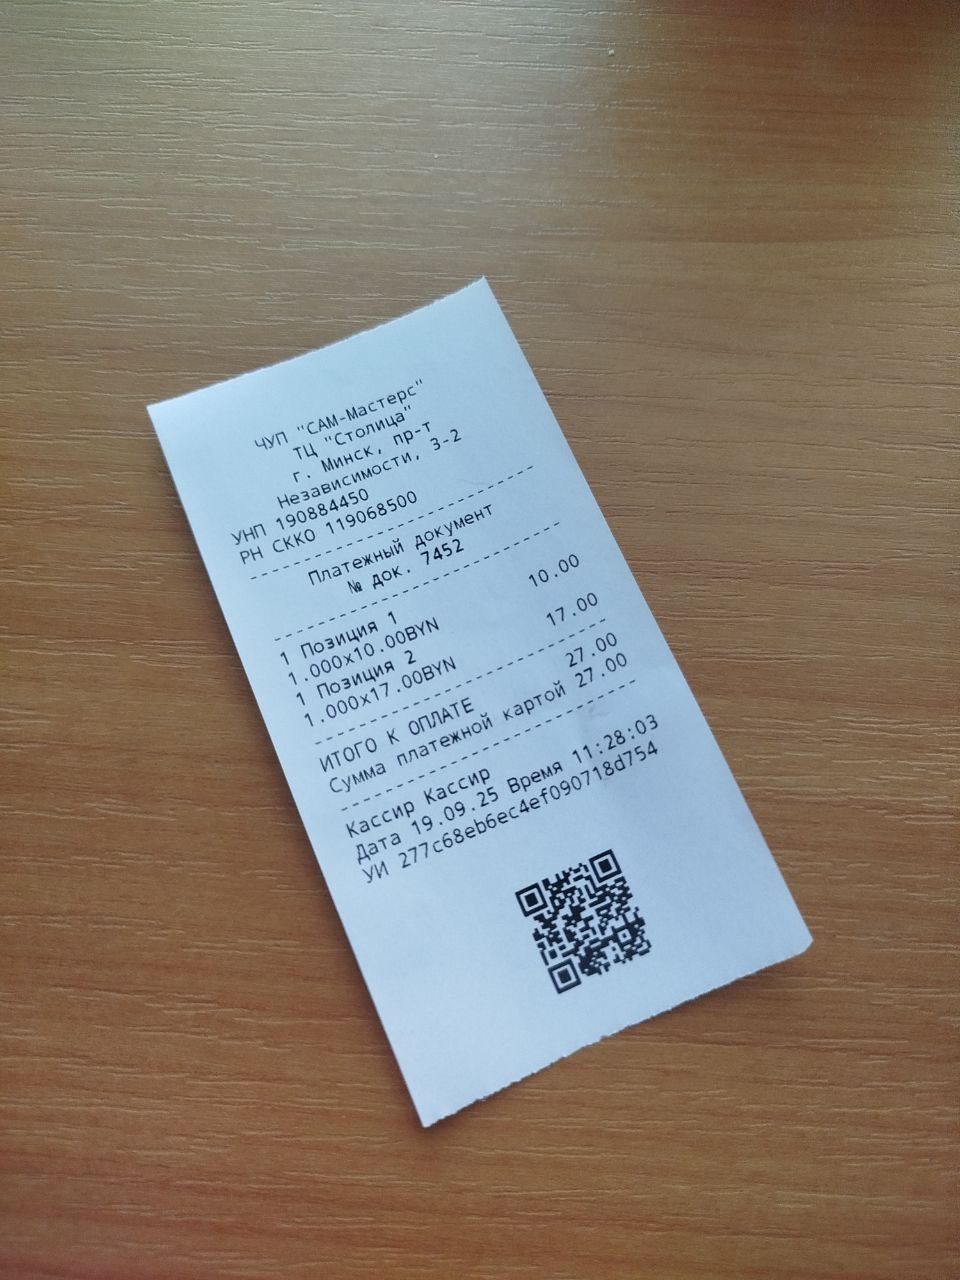 ЧУП "САМ-Мастерс"
ТЦ "Столица"
г. Минск, пр-т
Независимости, 3-2
УНП 190884450
РН СККО 119068500
Платежный документ
№ док. 7452
1 Позиция 1
1.000x10.00BYN 10.00
1 Позиция 2
1.000x17.00BYN 17.00
ИТОГО К ОПЛАТЕ 27.00
Сумма платежной картой 27.00
Кассир Кассир
Дата 19.09.25 Время 11:28:03
УИ 277c68eb6ec4ef090718d754